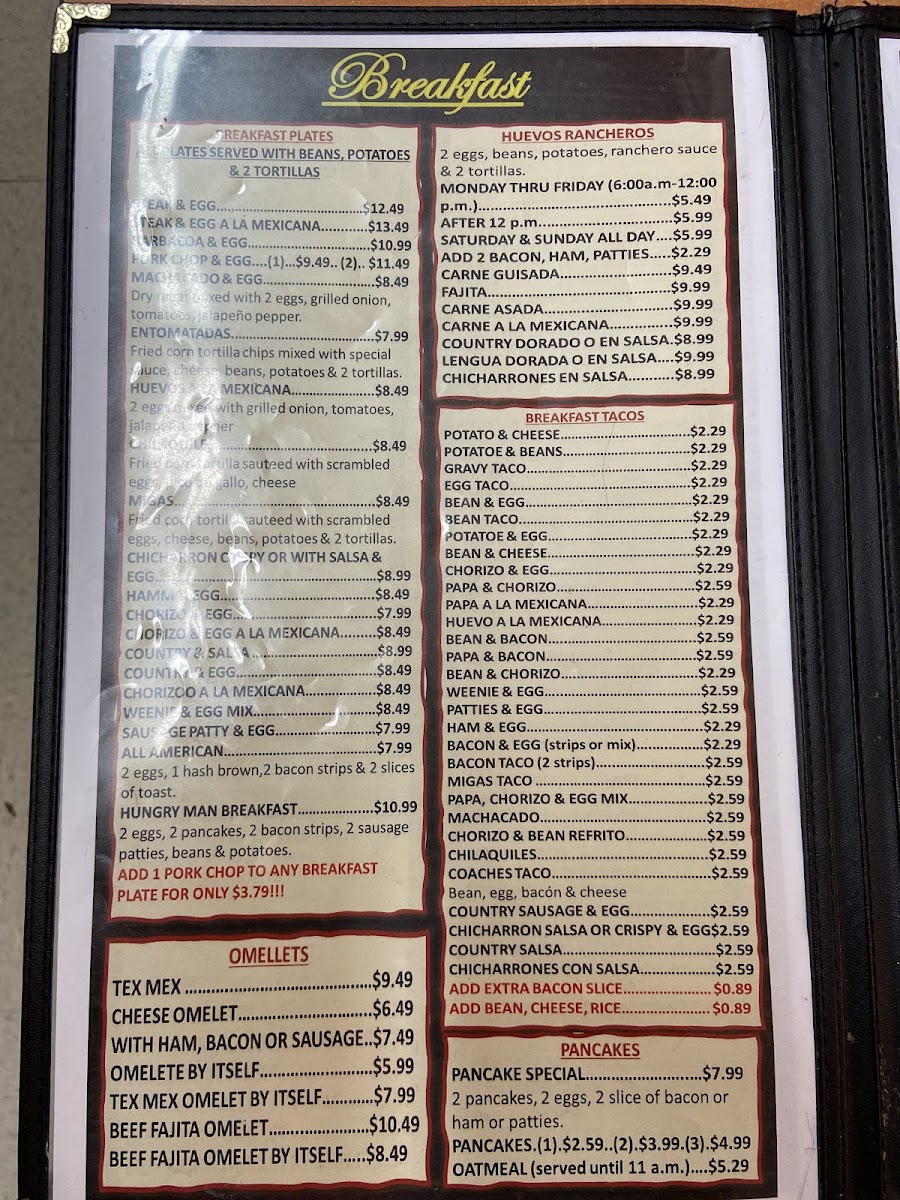 Breakfast
BREAKFAST PLATES
ALL PLATES SERVED WITH BEANS, POTATOES
& 2 TORTILLAS
STEAK & EGG...$12.49
STEAK & EGG A LA MEXICANA...$13.49
BARBACOA & EGG...$10.99
PORK CHOP & EGG....(1)...$9.49.. (2).. $11.49
MACHACADO & EGG...$8.49
Dry meat mixed with 2 eggs, grilled onion,
tomatoes, jalapeño pepper.
ENTOMATADAS...$7.99
Fried corn tortilla chips mixed with special
sauce, cheese, beans, potatoes & 2 tortillas.
HUEVOS A LA MEXICANA...$8.49
2 eggs mixed with grilled onion, tomatoes,
jalapeño pepper
CHILAQUILES...$8.49
Fried corn tortilla sauteed with scrambled
eggs, pico de gallo, cheese
MIGAS...$8.49
Fried corn tortilla sauteed with scrambled
eggs, cheese, beans, potatoes & 2 tortillas.
CHICHARRON CRISPY OR WITH SALSA &
EGG...$8.99
HAMM & EGG...$8.49
CHORIZO & EGG...$7.99
CHORIZO & EGG A LA MEXICANA...$8.49
COUNTRY & SALSA...$8.99
COUNTRY & EGG...$8.49
CHORIZOO A LA MEXICANA...$8.49
WEENIE & EGG MIX...$8.49
SAUSAGE PATTY & EGG...$7.99
ALL AMERICAN...$7.99
2 eggs, 1 hash brown,2 bacon strips & 2 slices
of toast.
HUNGRY MAN BREAKFAST...$10.99
2 eggs, 2 pancakes, 2 bacon strips, 2 sausage
patties, beans & potatoes.
ADD 1 PORK CHOP TO ANY BREAKFAST
PLATE FOR ONLY $3.79!!!
OMELLETS
TEX MEX...$9.49
CHEESE OMELET...$6.49
WITH HAM, BACON OR SAUSAGE..$7.49
OMELETE BY ITSELF...$5.99
TEX MEX OMELET BY ITSELF...$7.99
BEEF FAJITA OMELET...$10.49
BEEF FAJITA OMELET BY ITSELF.....$8.49
HUEVOS RANCHEROS
2 eggs, beans, potatoes, ranchero sauce
& 2 tortillas.
MONDAY THRU FRIDAY (6:00a.m-12:00
p.m.)...$5.49
AFTER 12 p.m...$5.99
SATURDAY & SUNDAY ALL DAY....$5.99
ADD 2 BACON, HAM, PATTIES.....$2.29
CARNE GUISADA...$9.49
FAJITA...$9.99
CARNE ASADA...$9.99
CARNE A LA MEXICANA...$9.99
COUNTRY DORADO O EN SALSA.$8.99
LENGUA DORADA O EN SALSA....$9.99
CHICHARRONES EN SALSA...$8.99
BREAKFAST TACOS
POTATO & CHEESE...$2.29
POTATOE & BEANS...$2.29
GRAVY TACO...$2.29
EGG TACO...$2.29
BEAN & EGG...$2.29
BEAN TACO...$2.29
POTATOE & EGG...$2.29
BEAN & CHEESE...$2.29
CHORIZO & EGG...$2.29
PAPA & CHORIZO...$2.59
PAPA A LA MEXICANA...$2.29
HUEVO A LA MEXICANA...$2.29
BEAN & BACON...$2.59
PAPA & BACON...$2.59
BEAN & CHORIZO...$2.29
WEENIE & EGG...$2.59
PATTIES & EGG...$2.59
HAM & EGG...$2.29
BACON & EGG (strips or mix)...$2.29
BACON TACO (2 strips)...$2.59
MIGAS TACO...$2.59
PAPA, CHORIZO & EGG MIX...$2.59
MACHACADO...$2.59
CHORIZO & BEAN REFRITO...$2.59
CHILAQUILES...$2.59
COACHES TACO...$2.59
Bean, egg, bacón & cheese
COUNTRY SAUSAGE & EGG...$2.59
CHICHARRON SALSA OR CRISPY & EGG$2.59
COUNTRY SALSA...$2.59
CHICHARRONES CON SALSA...$2.59
ADD EXTRA BACON SLICE...$0.89
ADD BEAN, CHEESE, RICE...$0.89
PANCAKES
PANCAKE SPECIAL...$7.99
2 pancakes, 2 eggs, 2 slice of bacon or
ham or patties.
PANCAKES.(1).$2.59..(2).$3.99.(3).$4.99
OATMEAL (served until 11 a.m.)....$5.29